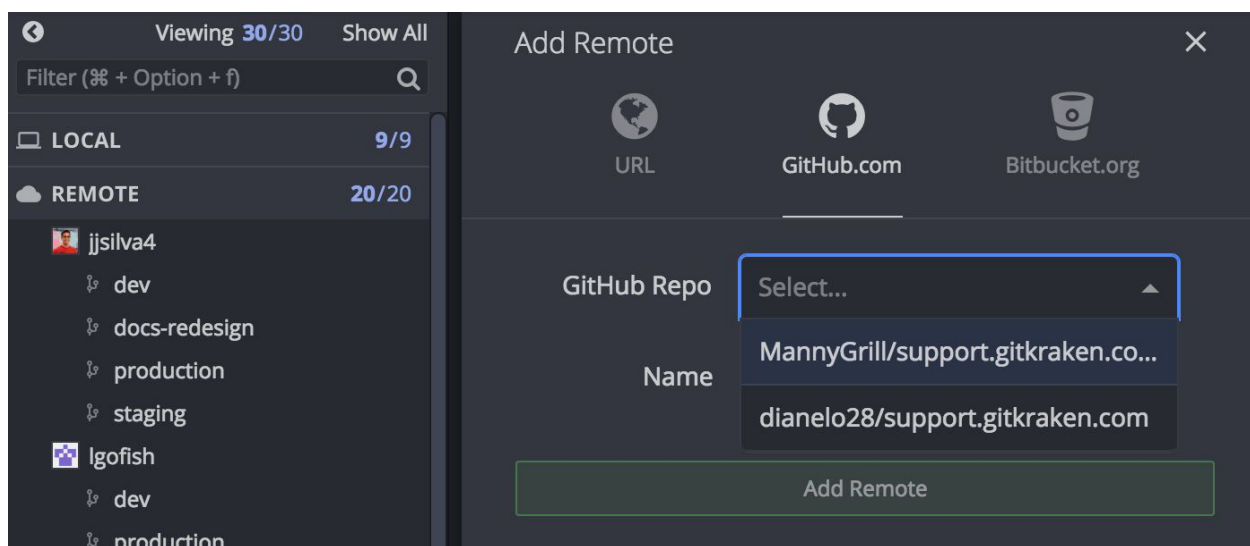 Viewing 30/30 Show All
Filter (⌘ + Option + f)
LOCAL 9/9
REMOTE 20/20
jjsilva4
dev
docs-redesign
production
staging
lgofish
dev
production
Add Remote
URL
GitHub.com
Bitbucket.org
GitHub Repo
Select...
MannyGrill/support.gitkraken.co...
Name
dianelo28/support.gitkraken.com
Add Remote